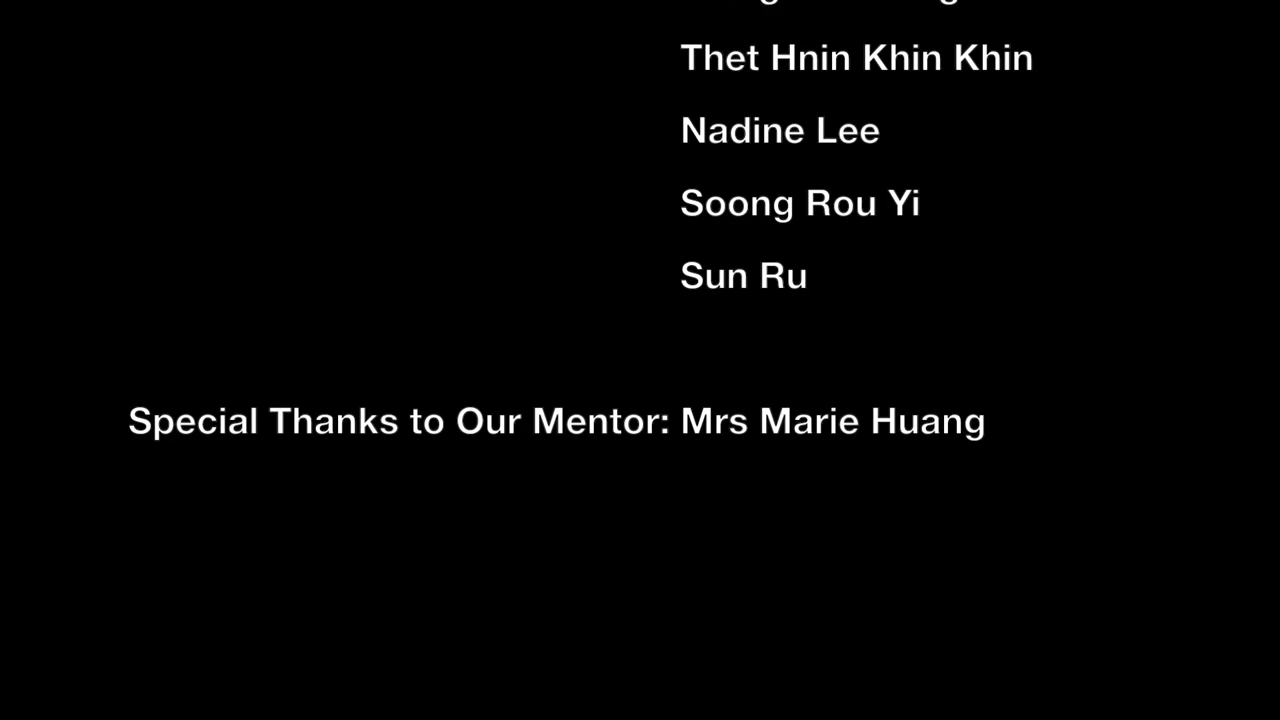 Thet Hnin Khin Khin
Nadine Lee
Soong Rou Yi
Sun Ru
Special Thanks to Our Mentor: Mrs Marie Huang